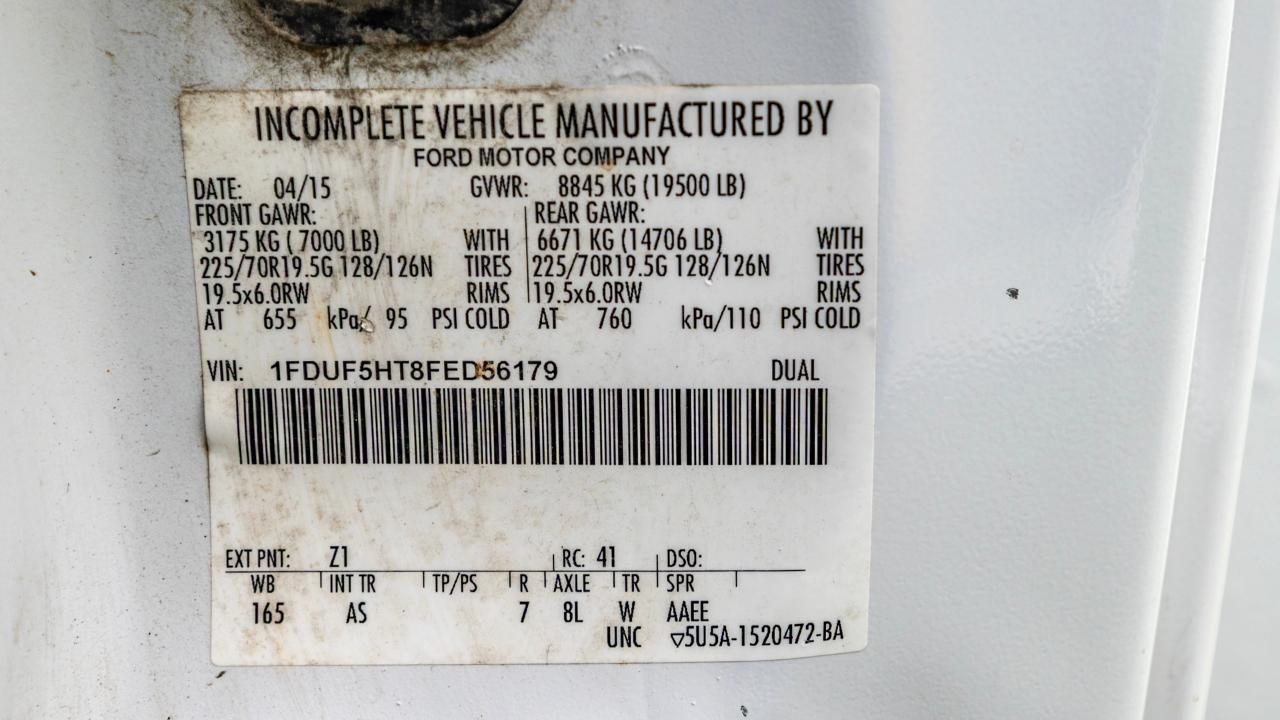 INCOMPLETE VEHICLE MANUFACTURED BY
FORD MOTOR COMPANY
DATE: 04/15 GVWR: 8845 KG (19500 LB)
FRONT GAWR: REAR GAWR:
3175 KG ( 7000 LB) WITH 6671 KG (14706 LB) WITH
225/70R19.5G 128/126N TIRES 225/70R19.5G 128/126N TIRES
19.5x6.0RW RIMS 19.5x6.0RW RIMS
AT 655 kPa/ 95 PSI COLD AT 760 kPa/110 PSI COLD
VIN: 1FDUF5HT8FED56179 DUAL
EXT PNT: Z1 RC: 41 DSO:
WB INT TR TP/PS R AXLE TR SPR
165 AS 7 8L W AAEE
UNC ▽5U5A-1520472-BA